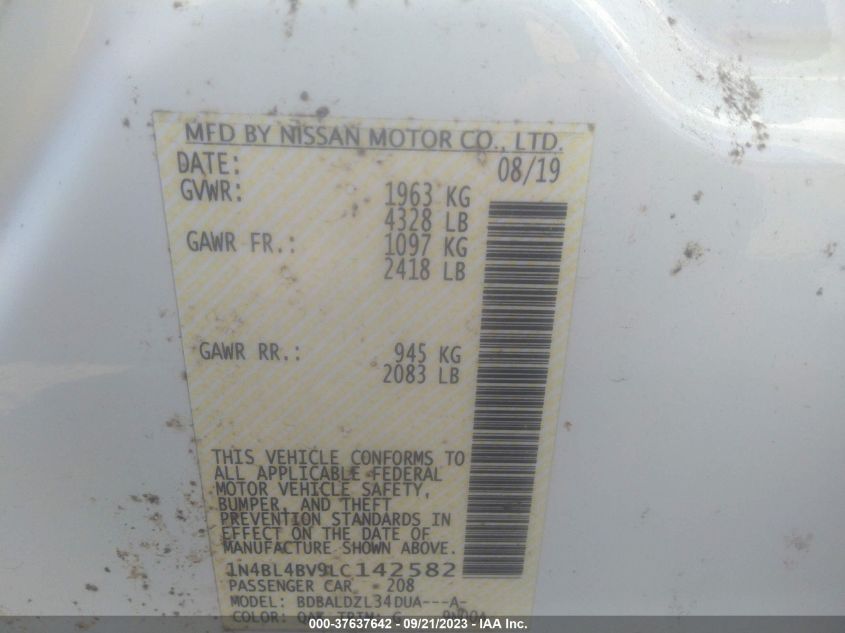 MFD BY NISSAN MOTOR CO., LTD.
DATE: 08/19
GVWR: 1963 KG
4328 LB
GAWR FR.: 1097 KG
2418 LB
GAWR RR.: 945 KG
2083 LB
THIS VEHICLE CONFORMS TO
ALL APPLICABLE FEDERAL
MOTOR VEHICLE SAFETY,
BUMPER, AND THEFT
PREVENTION STANDARDS IN
EFFECT ON THE DATE OF
MANUFACTURE SHOWN ABOVE.
1N4BL4BV9LC142582
PASSENGER CAR 208
MODEL: BDBALDZL34DUA---A-
COLOR: QAK TRIM: G
000-37637642 - 09/21/2023 - IAA Inc.